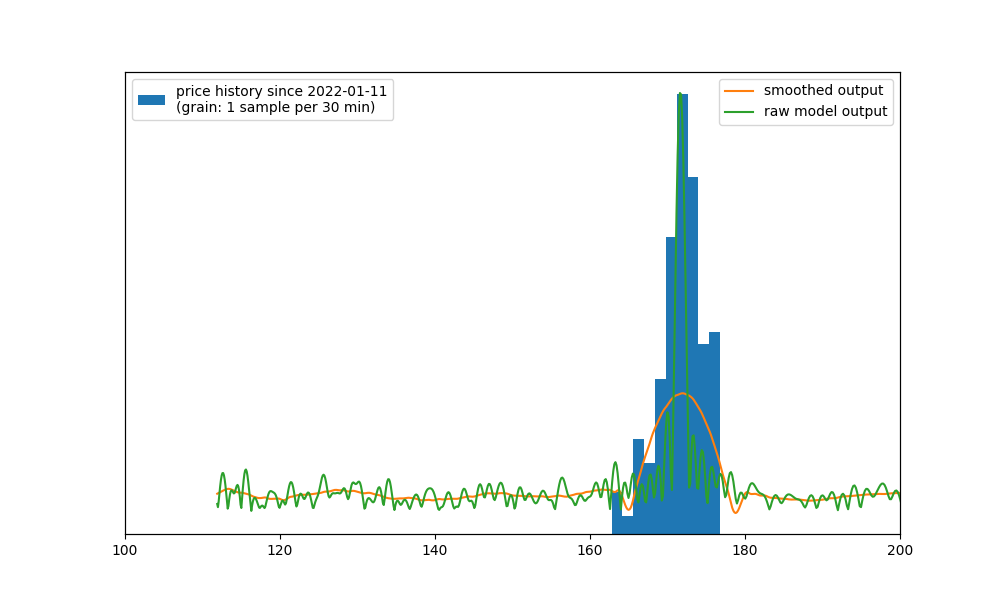 price history since 2022-01-11
(grain: 1 sample per 30 min)
smoothed output
raw model output
100
120
140
160
180
200